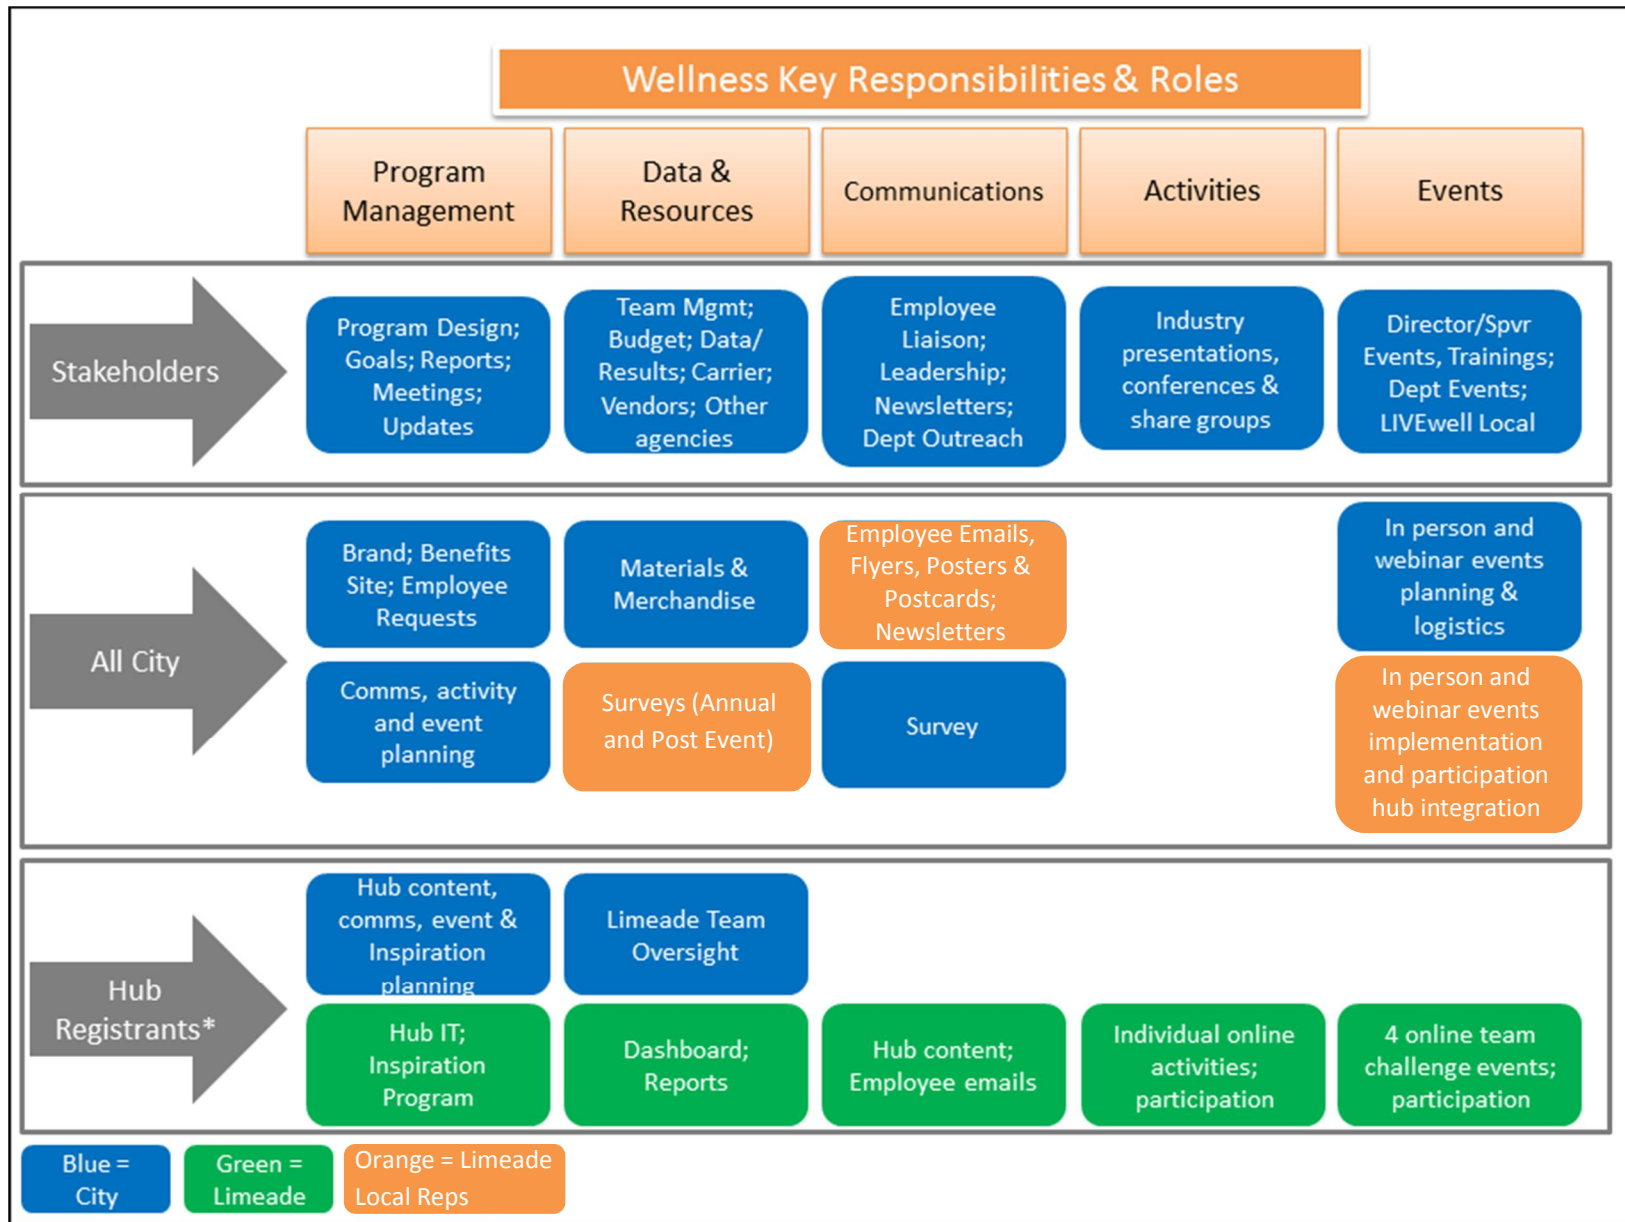 Wellness Key Responsibilities & Roles
Program
Management
Data &
Resources
Communications
Activities
Events
Stakeholders
Program Design;
Goals; Reports;
Meetings;
Updates
Team Mgmt;
Budget; Data/
Results; Carrier;
Vendors; Other
agencies
Employee
Liaison;
Leadership;
Newsletters;
Dept Outreach
Industry
presentations,
conferences &
share groups
Director/Spvr
Events, Trainings;
Dept Events;
LIVEwell Local
All City
Brand; Benefits
Site; Employee
Requests
Materials &
Merchandise
Employee Emails,
Flyers, Posters &
Postcards;
Newsletters
In person and
webinar events
planning &
logistics
Comms, activity
and event
planning
Surveys (Annual
and Post Event)
Survey
In person and
webinar events
implementation
and participation
hub integration
Hub
Registrants*
Hub content,
comms, event &
Inspiration
planning
Limeade Team
Oversight
Hub IT;
Inspiration
Program
Dashboard;
Reports
Hub content;
Employee emails
Individual online
activities;
participation
4 online team
challenge events;
participation
Blue =
City
Green =
Limeade
Orange = Limeade
Local Reps